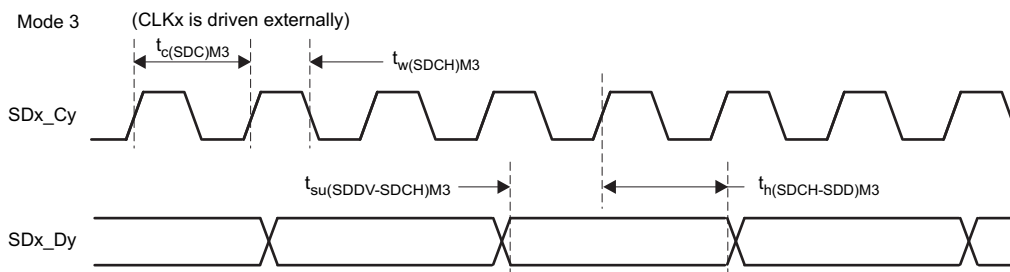 Mode 3 (CLKx is driven externally)
tc(SDC)M3
tw(SDCH)M3
SDx_Cy
tsu(SDDV-SDCH)M3
th(SDCH-SDD)M3
SDx_Dy